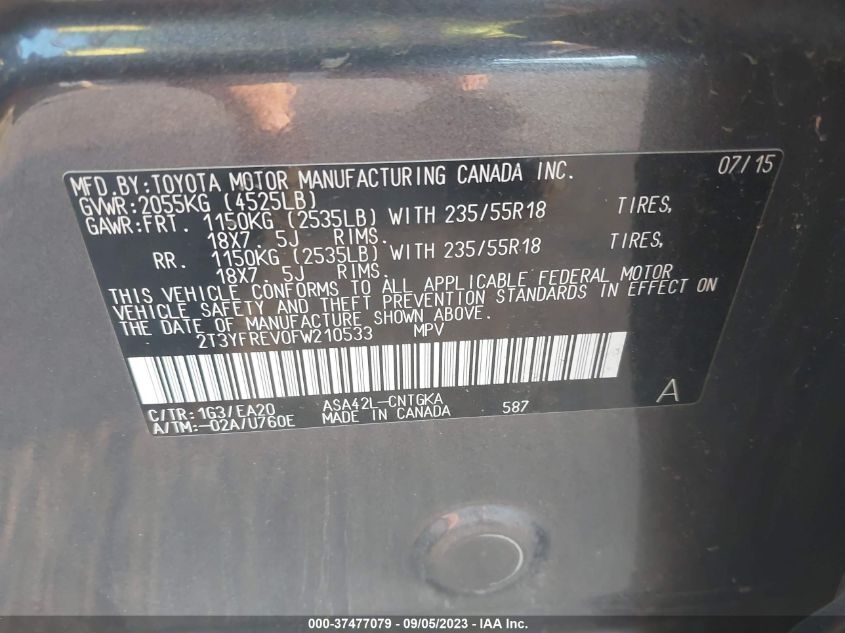 MFD.BY:TOYOTA MOTOR MANUFACTURING CANADA INC. 07/15
GVWR:2055KG (4525LB)
GAWR:FRT. 1150KG (2535LB) WITH 235/55R18 TIRES,
18X7. 5J RIMS.
RR. 1150KG (2535LB) WITH 235/55R18 TIRES,
18X7. 5J RIMS.
THIS VEHICLE CONFORMS TO ALL APPLICABLE FEDERAL MOTOR
VEHICLE SAFETY AND THEFT PREVENTION STANDARDS IN EFFECT ON
THE DATE OF MANUFACTURE SHOWN ABOVE.
2T3YFREV0FW210533 MPV
C/TR:1G3/EA20 ASA42L-CNTGKA 587 A
A/TM:-02A/U760E MADE IN CANADA
000-37477079 - 09/05/2023 - IAA Inc.